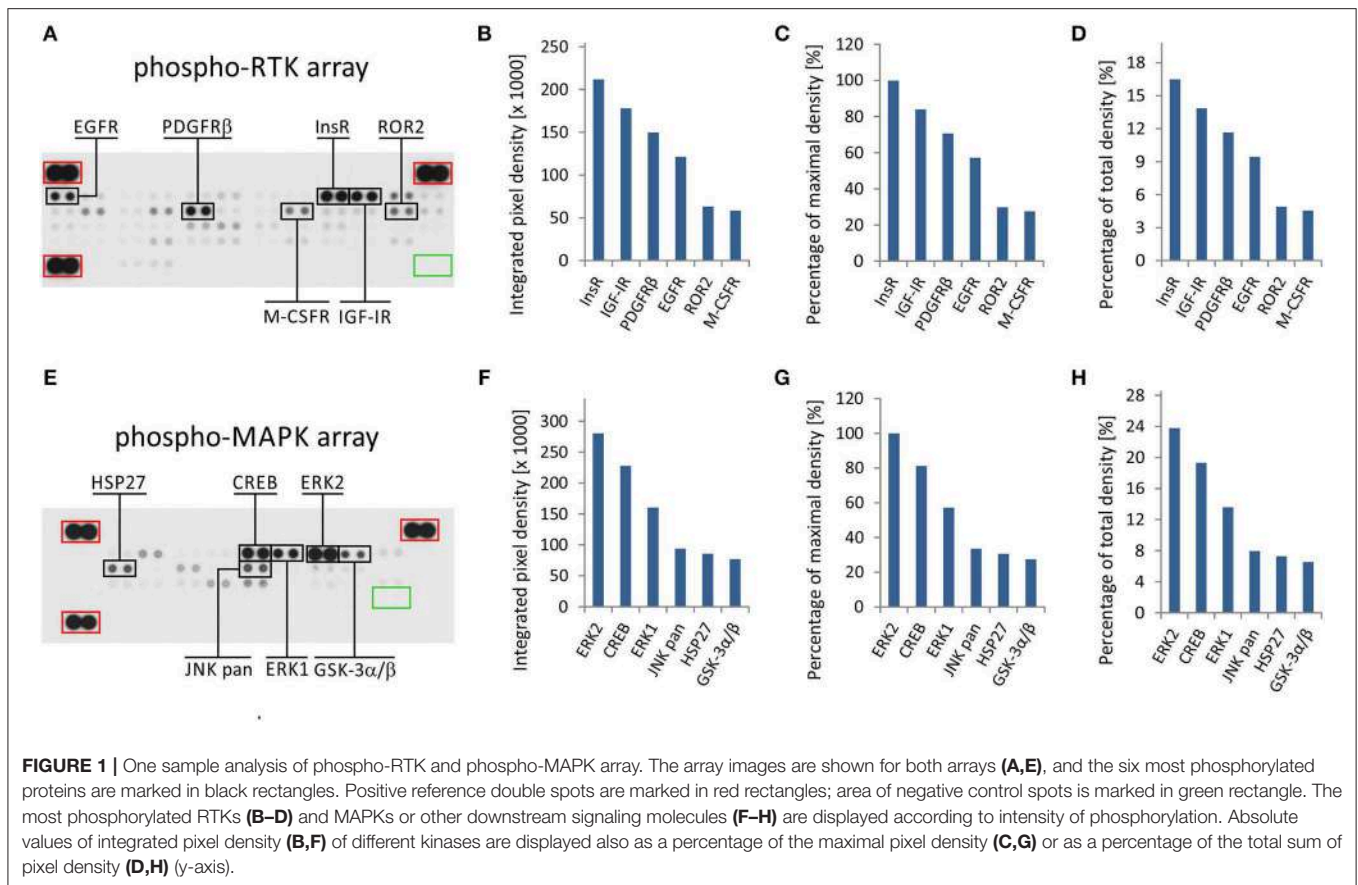 A
phospho-RTK array
EGFR PDGFRβ InsR ROR2
M-CSFR IGF-IR
B
Integrated pixel density [x 1000]
250
200
150
100
50
0
InsR
IGF-IR
PDGFRβ
EGFR
ROR2
M-CSFR
C
Percentage of maximal density [%]
120
100
80
60
40
20
0
InsR
IGF-IR
PDGFRβ
EGFR
ROR2
M-CSFR
D
Percentage of total density [%]
18
15
12
9
6
3
0
InsR
IGF-IR
PDGFRβ
EGFR
ROR2
M-CSFR
E
phospho-MAPK array
HSP27 CREB ERK2
JNK pan ERK1 GSK-3α/β
F
Integrated pixel density [x 1000]
300
250
200
150
100
50
0
ERK2
CREB
ERK1
JNK pan
HSP27
GSK-3α/β
G
Percentage of maximal density [%]
120
100
80
60
40
20
0
ERK2
CREB
ERK1
JNK pan
HSP27
GSK-3α/β
H
Percentage of total density [%]
28
24
20
16
12
8
4
0
ERK2
CREB
ERK1
JNK pan
HSP27
GSK-3α/β
FIGURE 1 | One sample analysis of phospho-RTK and phospho-MAPK array. The array images are shown for both arrays (A,E), and the six most phosphorylated
proteins are marked in black rectangles. Positive reference double spots are marked in red rectangles; area of negative control spots is marked in green rectangle. The
most phosphorylated RTKs (B–D) and MAPKs or other downstream signaling molecules (F–H) are displayed according to intensity of phosphorylation. Absolute
values of integrated pixel density (B,F) of different kinases are displayed also as a percentage of the maximal pixel density (C,G) or as a percentage of the total sum of
pixel density (D,H) (y-axis).